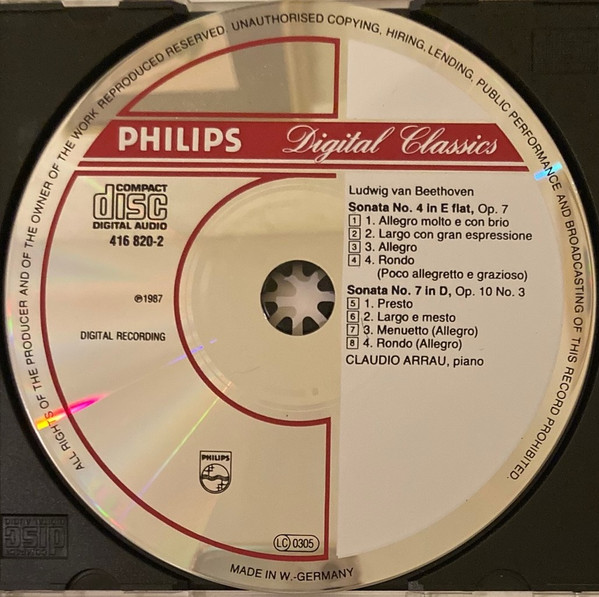 ALL RIGHTS OF THE PRODUCER AND OF THE OWNER OF THE WORK REPRODUCED RESERVED. UNAUTHORISED COPYING, HIRING, LENDING, PUBLIC PERFORMANCE AND BROADCASTING OF THIS RECORD PROHIBITED.
PHILIPS Digital Classics
COMPACT
disc
DIGITAL AUDIO
416 820-2
℗1987
DIGITAL RECORDING
Ludwig van Beethoven
Sonata No. 4 in E flat, Op. 7
1 1. Allegro molto e con brio
2 2. Largo con gran espressione
3 3. Allegro
4 4. Rondo
(Poco allegretto e grazioso)
Sonata No. 7 in D, Op. 10 No. 3
5 1. Presto
6 2. Largo e mesto
7 3. Menuetto (Allegro)
8 4. Rondo (Allegro)
CLAUDIO ARRAU, piano
PHILIPS
LC 0305
MADE IN W.-GERMANY